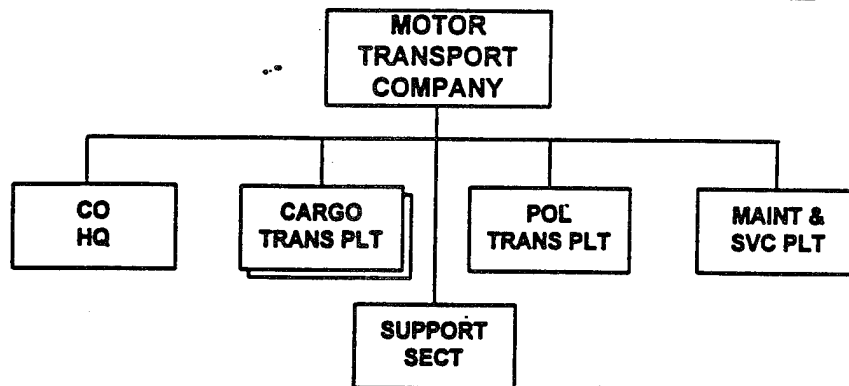 MOTOR
TRANSPORT
COMPANY
CO
HQ
CARGO
TRANS PLT
POL
TRANS PLT
MAINT &
SVC PLT
SUPPORT
SECT